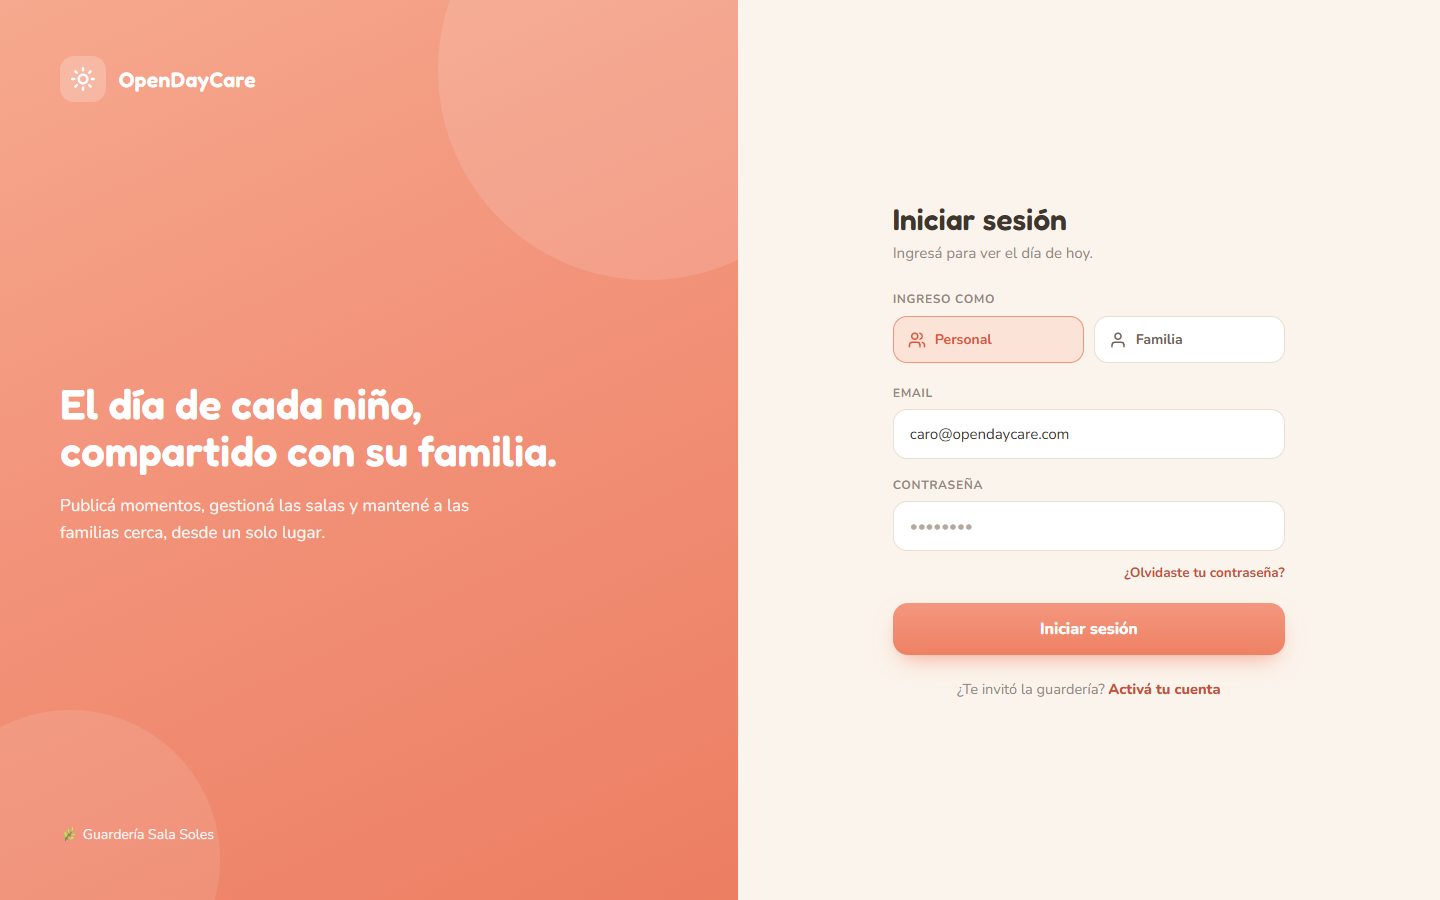 OpenDayCare
El día de cada niño,
compartido con su familia.
Publicá momentos, gestioná las salas y mantené a las
familias cerca, desde un solo lugar.
Guardería Sala Soles
Iniciar sesión
Ingresá para ver el día de hoy.
INGRESO COMO
Personal
Familia
EMAIL
caro@opendaycare.com
CONTRASEÑA
••••••••
¿Olvidaste tu contraseña?
Iniciar sesión
¿Te invitó la guardería? Activá tu cuenta